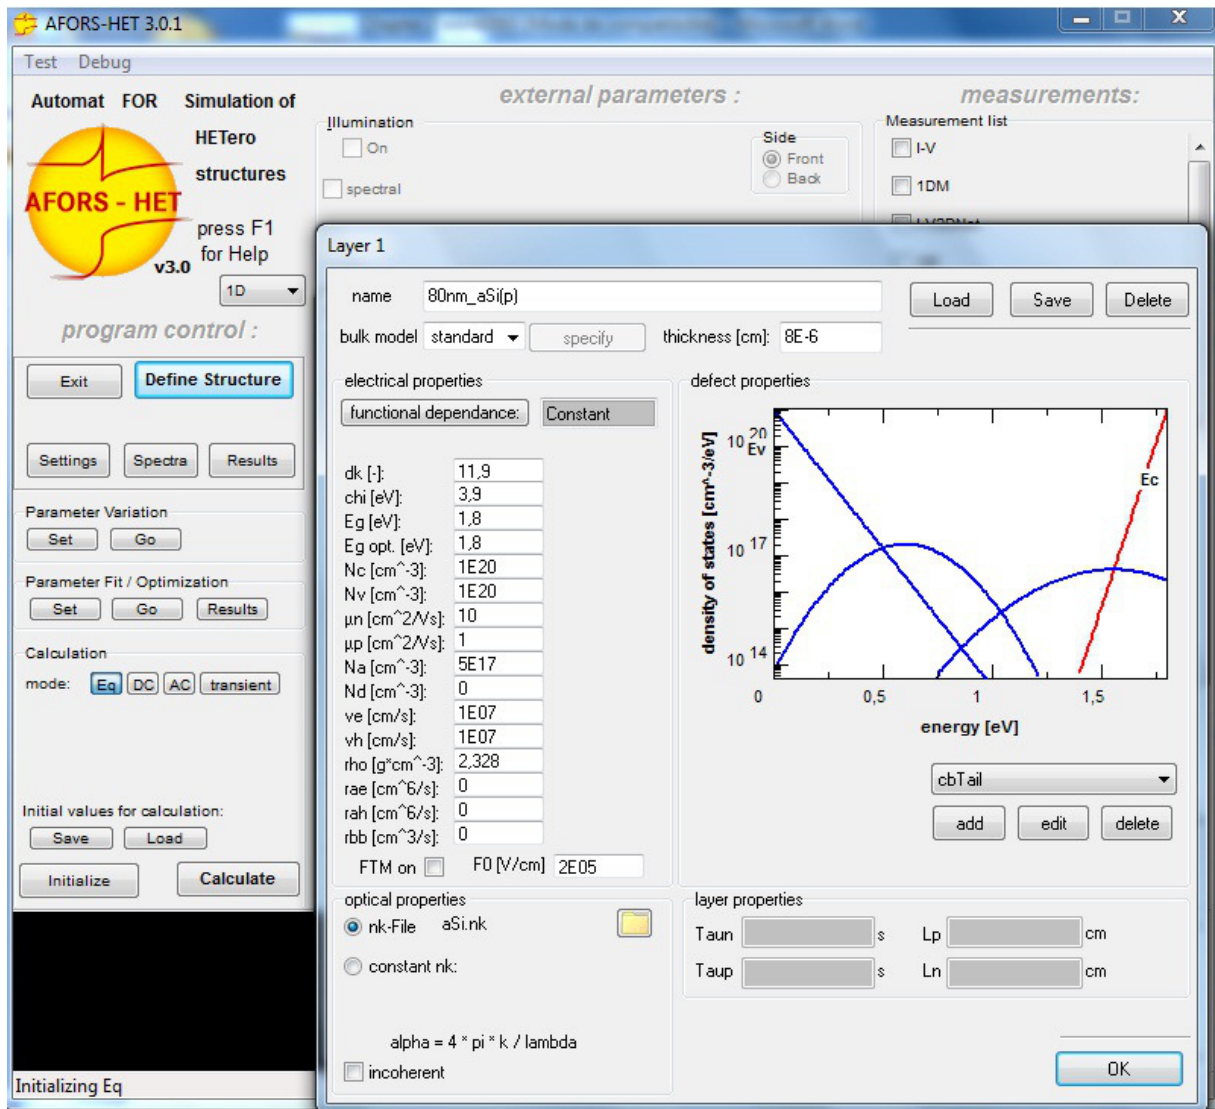 AFORS-HET 3.0.1
Test Debug
Automat FOR Simulation of
HETero
structures
AFORS - HET
press F1
for Help
v3.0
1D
program control :
Exit
Define Structure
Settings
Spectra
Results
Parameter Variation
Set
Go
Parameter Fit / Optimization
Set
Go
Results
Calculation
mode:
Eq
DC
AC
transient
Initial values for calculation:
Save
Load
Initialize
Calculate
Initializing Eq
external parameters :
Illumination
On
spectral
Side
Front
Back
measurements:
Measurement list
I-V
1DM
Layer 1
name 80nm_aSi(p)
Load
Save
Delete
bulk model standard
specify
thickness [cm]: 8E-6
electrical properties
functional dependance: Constant
dk [-]: 11,9
chi [eV]: 3,9
Eg [eV]: 1,8
Eg opt. [eV]: 1,8
Nc [cm^-3]: 1E20
Nv [cm^-3]: 1E20
µn [cm^2/Vs]: 10
µp [cm^2/Vs]: 1
Na [cm^-3]: 5E17
Nd [cm^-3]: 0
ve [cm/s]: 1E07
vh [cm/s]: 1E07
rho [g*cm^-3]: 2,328
rae [cm^6/s]: 0
rah [cm^6/s]: 0
rbb [cm^3/s]: 0
FTM on F0 [V/cm] 2E05
defect properties
density of states [cm^-3/eV]
10 20
Ev
Ec
10 17
10 14
0 0,5 1 1,5
energy [eV]
cbTail
add
edit
delete
optical properties
nk-File aSi.nk
constant nk:
alpha = 4 * pi * k / lambda
incoherent
layer properties
Taun s Lp cm
Taup s Ln cm
OK